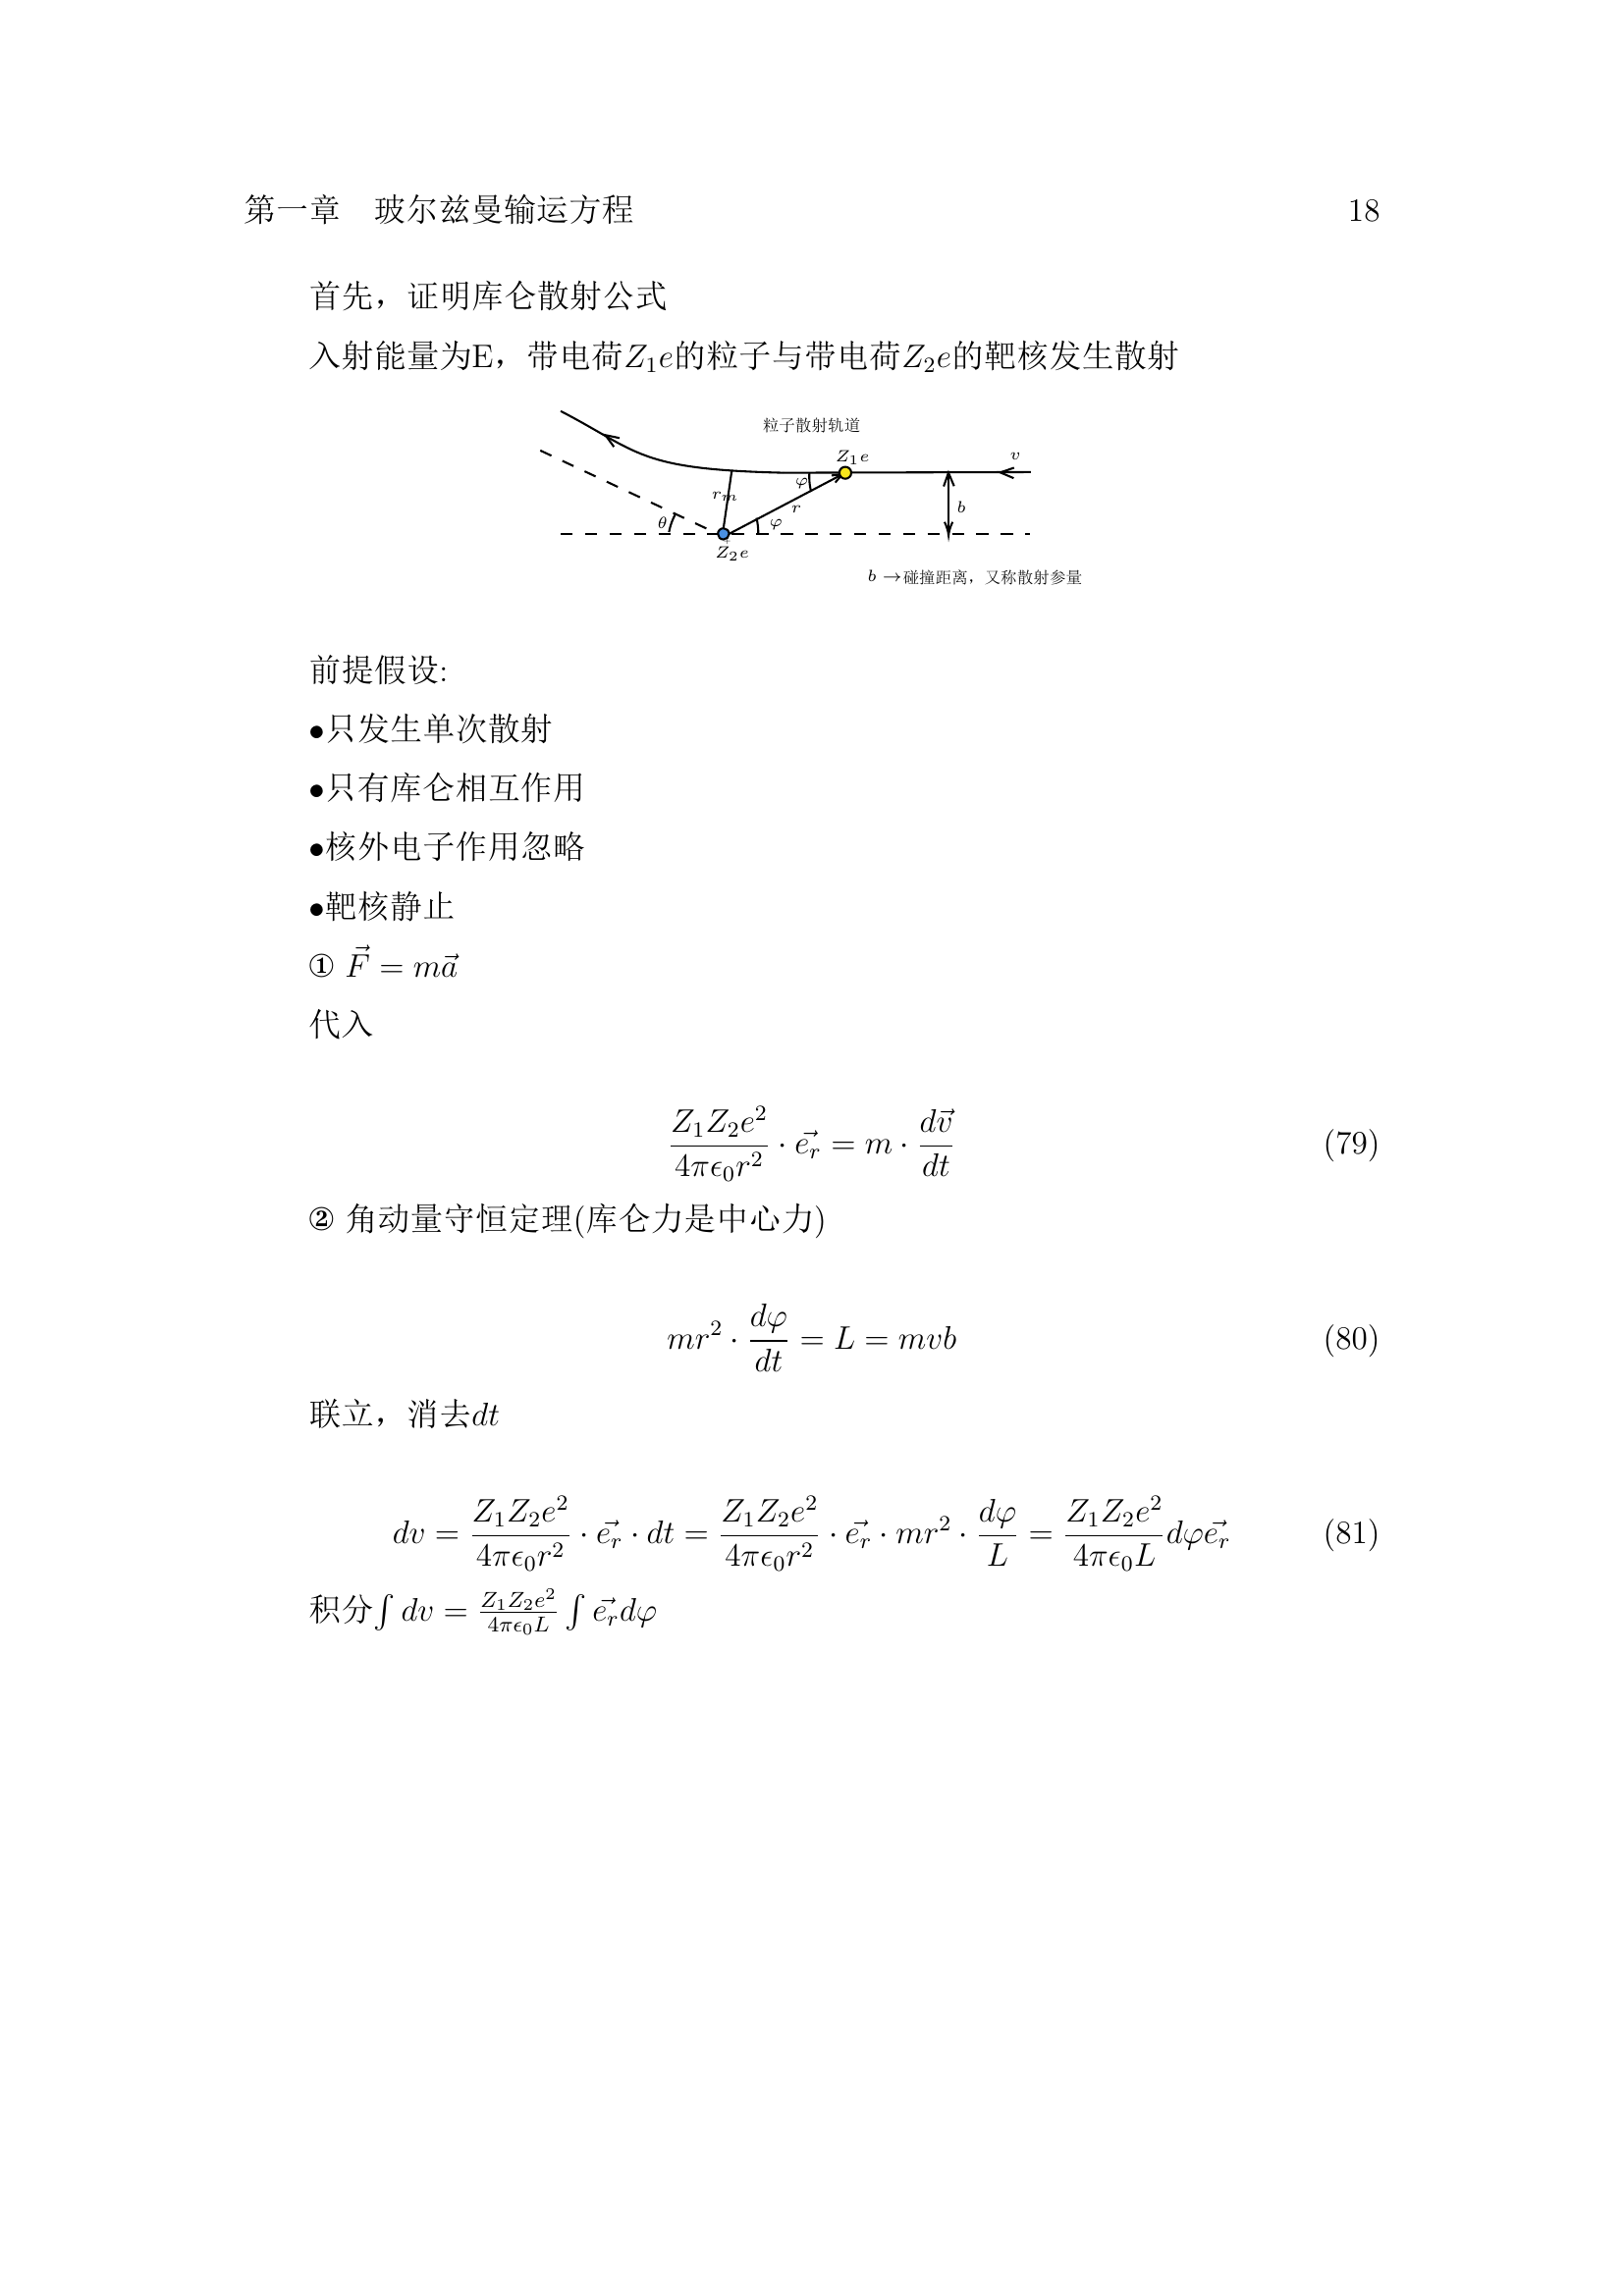 第一章 玻尔兹曼输运方程 18
首先，证明库仑散射公式
入射能量为E，带电荷$Z_1e$的粒子与带电荷$Z_2e$的靶核发生散射
粒子散射轨道
$Z_1e$
$v$
$\varphi$
$r_m$
$r$
$b$
$\theta$
$\varphi$
$Z_2e$
$b$ →碰撞距离，又称散射参量
前提假设:
●只发生单次散射
●只有库仑相互作用
●核外电子作用忽略
●靶核静止
① $\vec{F} = m\vec{a}$
代入
$\frac{Z_1Z_2e^2}{4\pi\epsilon_0r^2} \cdot \vec{e_r} = m \cdot \frac{d\vec{v}}{dt}$ (79)
② 角动量守恒定理(库仑力是中心力)
$mr^2 \cdot \frac{d\varphi}{dt} = L = mvb$ (80)
联立，消去$dt$
$dv = \frac{Z_1Z_2e^2}{4\pi\epsilon_0r^2} \cdot \vec{e_r} \cdot dt = \frac{Z_1Z_2e^2}{4\pi\epsilon_0r^2} \cdot \vec{e_r} \cdot mr^2 \cdot \frac{d\varphi}{L} = \frac{Z_1Z_2e^2}{4\pi\epsilon_0L}d\varphi\vec{e_r}$ (81)
积分$\int dv = \frac{Z_1Z_2e^2}{4\pi\epsilon_0L} \int \vec{e_r}d\varphi$